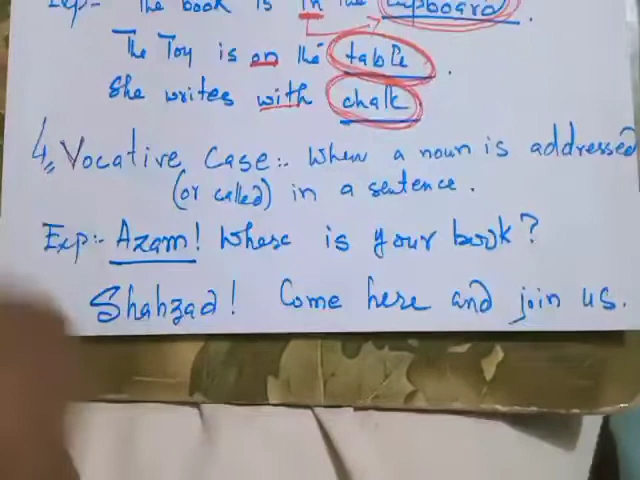 Exp:- The book is in the cupboard.
The Toy is on the table.
She writes with chalk
4, Vocative Case:. When a noun is addressed
(or called) in a sentence.
Exp:- Azam! Where is your book?
Shahzad! Come here and join us.